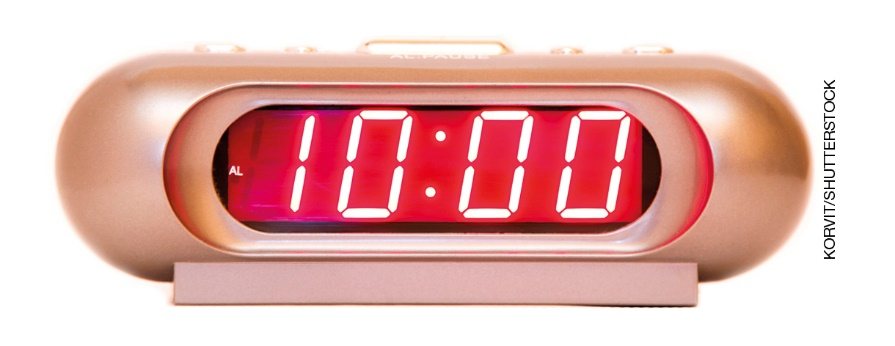 AL.PAUSE
AL
10:00
KORVIT/SHUTTERSTOCK